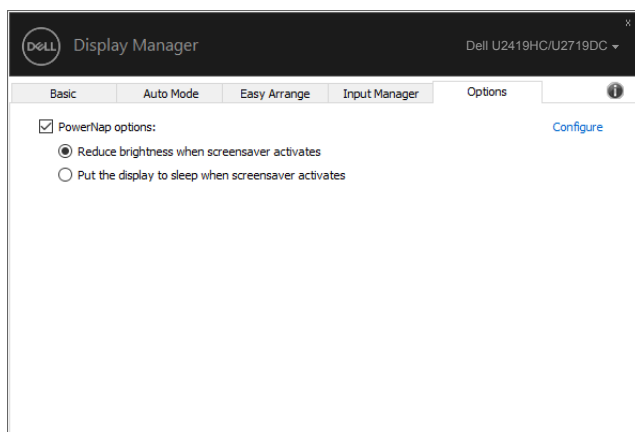 x
DELL Display Manager Dell U2419HC/U2719DC
Basic Auto Mode Easy Arrange Input Manager Options i
PowerNap options: Configure
Reduce brightness when screensaver activates
Put the display to sleep when screensaver activates